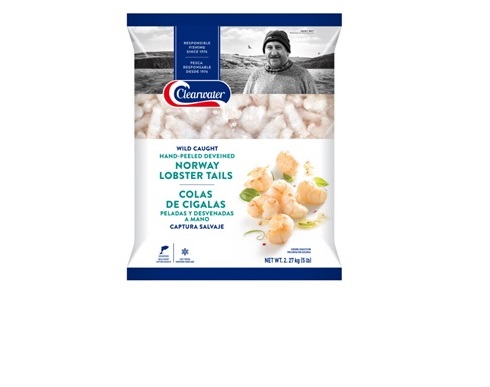 RESPONSIBLE
FISHING
SINCE 1976
PESCA
RESPONSABLE
DESDE 1976
Clearwater
WILD CAUGHT
HAND-PEELED DEVEINED
NORWAY
LOBSTER TAILS
COLAS
DE CIGALAS
PELADAS Y DESVENADAS
A MANO
CAPTURA SALVAJE
NET WT. 2. 27 kg (5 lb)